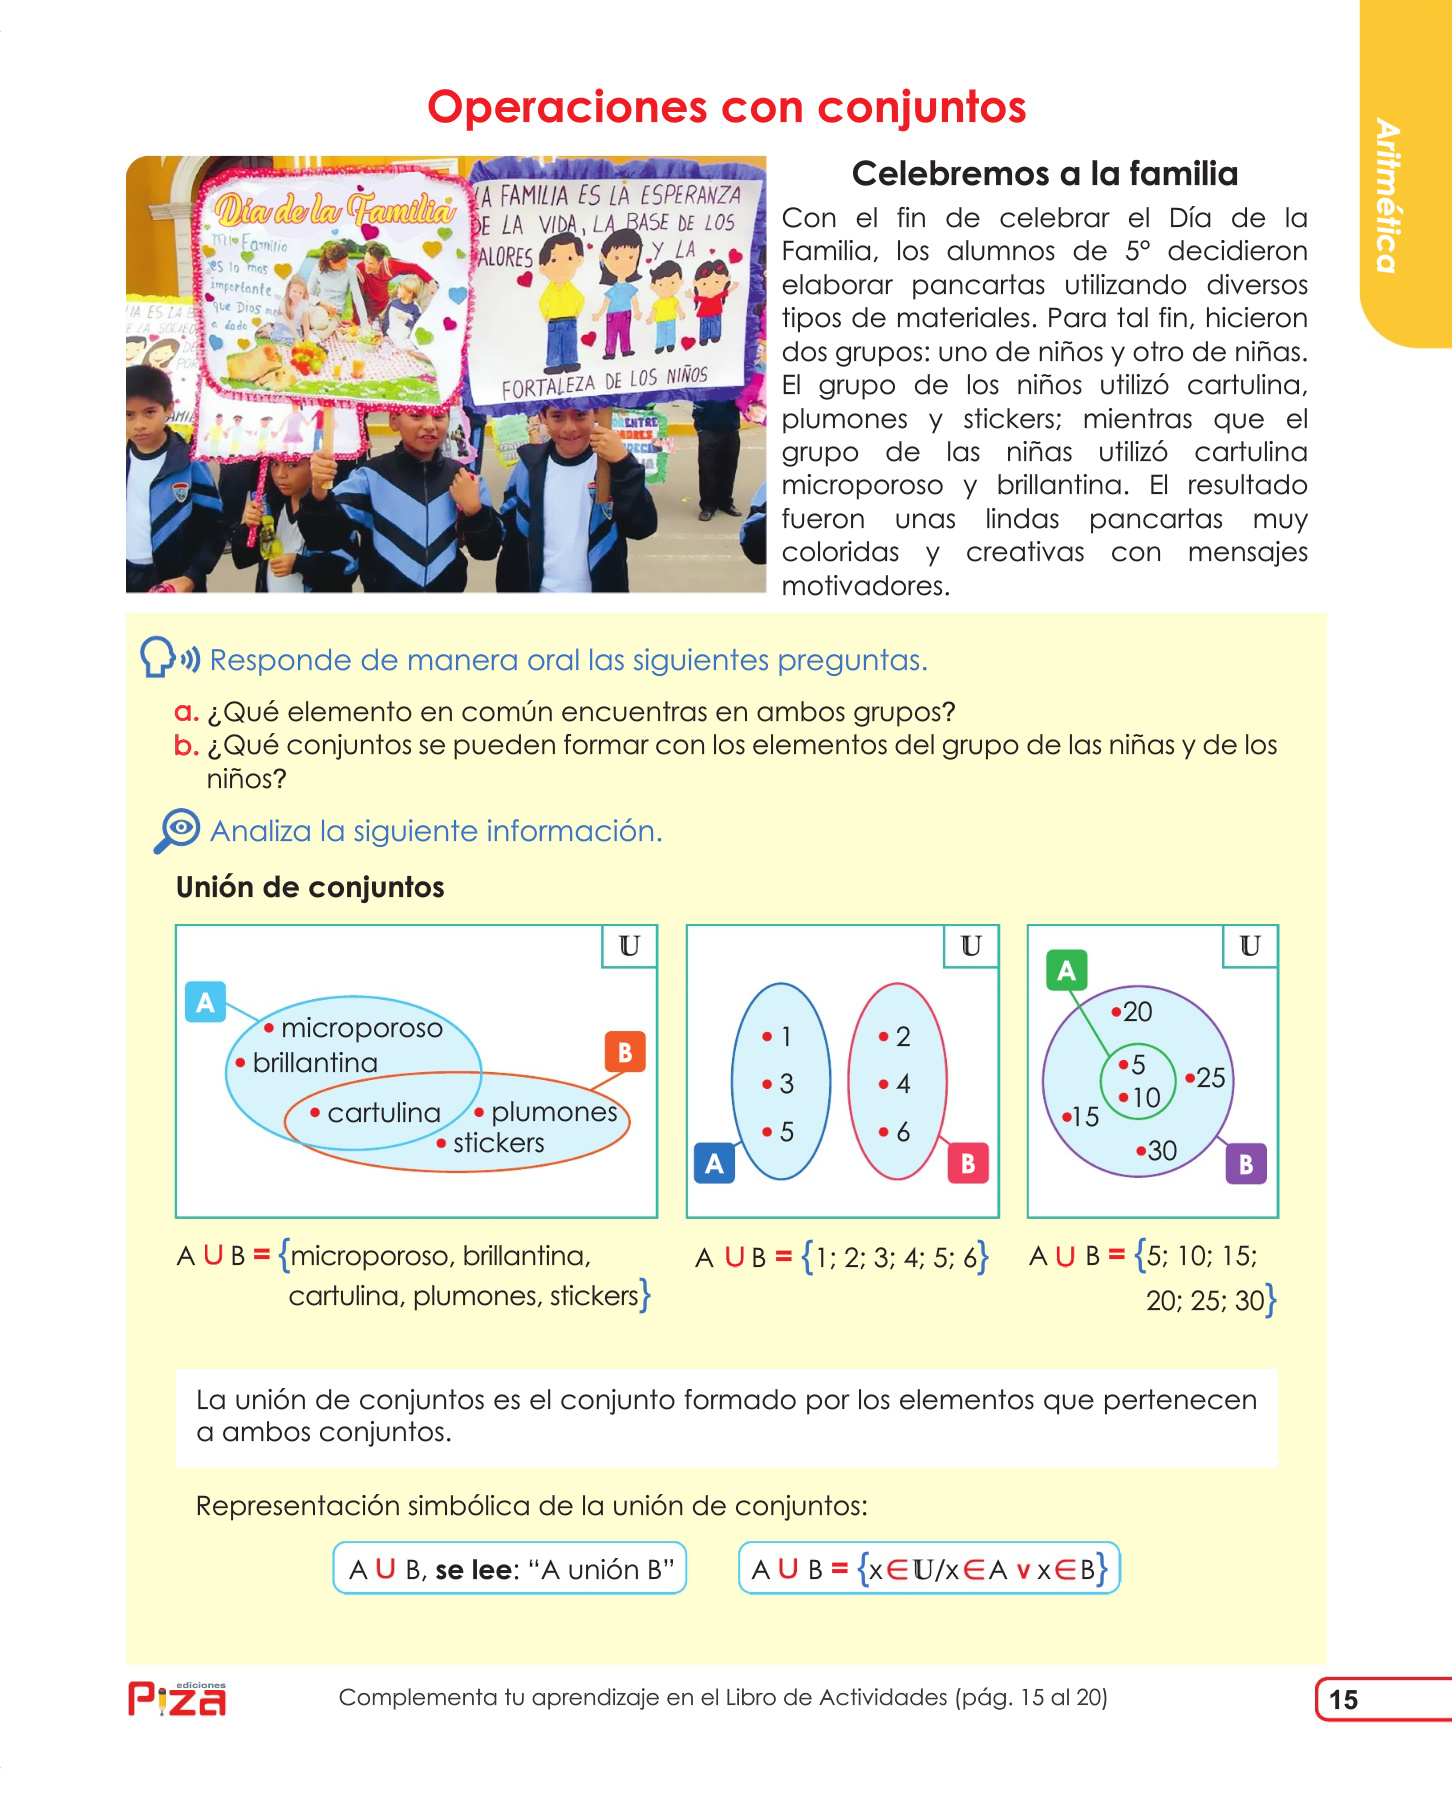 Operaciones con conjuntos
Aritmética
Día de la Familia
mi Familia
es lo mas
importante
que Dios me
a dado
LA FAMILIA ES LA ESPERANZA
DE LA VIDA, LA BASE DE LOS
VALORES Y LA
FORTALEZA DE LOS NIÑOS
Celebremos a la familia
Con el fin de celebrar el Día de la
Familia, los alumnos de 5° decidieron
elaborar pancartas utilizando diversos
tipos de materiales. Para tal fin, hicieron
dos grupos: uno de niños y otro de niñas.
El grupo de los niños utilizó cartulina,
plumones y stickers; mientras que el
grupo de las niñas utilizó cartulina
microporoso y brillantina. El resultado
fueron unas lindas pancartas muy
coloridas y creativas con mensajes
motivadores.
Responde de manera oral las siguientes preguntas.
a. ¿Qué elemento en común encuentras en ambos grupos?
b. ¿Qué conjuntos se pueden formar con los elementos del grupo de las niñas y de los
niños?
Analiza la siguiente información.
Unión de conjuntos
𝕌
A
• microporoso
• brillantina
B
• cartulina
• plumones
• stickers
𝕌
• 1
• 3
• 5
A
• 2
• 4
• 6
B
𝕌
A
•20
•5
•10
•25
•15
•30
B
A ∪ B = {microporoso, brillantina,
cartulina, plumones, stickers}
A ∪ B = {1; 2; 3; 4; 5; 6}
A ∪ B = {5; 10; 15;
20; 25; 30}
La unión de conjuntos es el conjunto formado por los elementos que pertenecen
a ambos conjuntos.
Representación simbólica de la unión de conjuntos:
A ∪ B, se lee: “A unión B”
A ∪ B = {x∈𝕌/x∈A ∨ x∈B}
ediciones
Piza
Complementa tu aprendizaje en el Libro de Actividades (pág. 15 al 20)
15